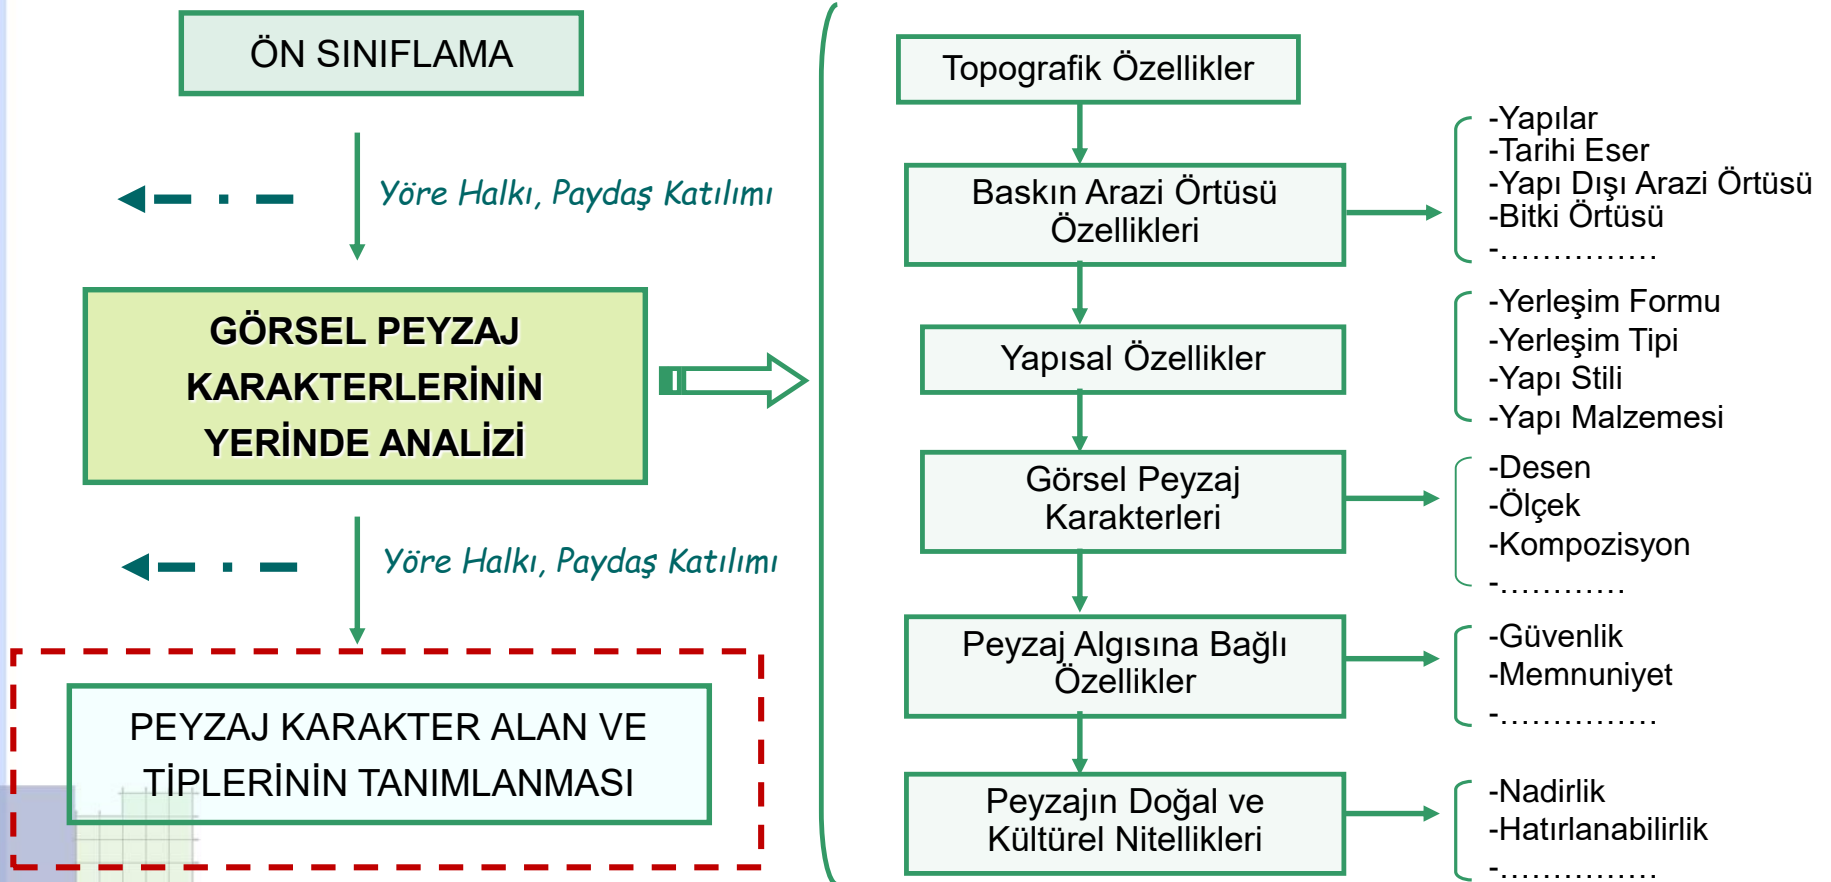 ÖN SINIFLAMA
Yöre Halkı, Paydaş Katılımı
GÖRSEL PEYZAJ
KARAKTERLERİNİN
YERİNDE ANALİZİ
Yöre Halkı, Paydaş Katılımı
PEYZAJ KARAKTER ALAN VE
TİPLERİNİN TANIMLANMASI
Topografik Özellikler
Baskın Arazi Örtüsü
Özellikleri
-Yapılar
-Tarihi Eser
-Yapı Dışı Arazi Örtüsü
-Bitki Örtüsü
-……………
Yapısal Özellikler
-Yerleşim Formu
-Yerleşim Tipi
-Yapı Stili
-Yapı Malzemesi
Görsel Peyzaj
Karakterleri
-Desen
-Ölçek
-Kompozisyon
-…………
Peyzaj Algısına Bağlı
Özellikler
-Güvenlik
-Memnuniyet
-……………
Peyzajın Doğal ve
Kültürel Nitellikleri
-Nadirlik
-Hatırlanabilirlik
-……………